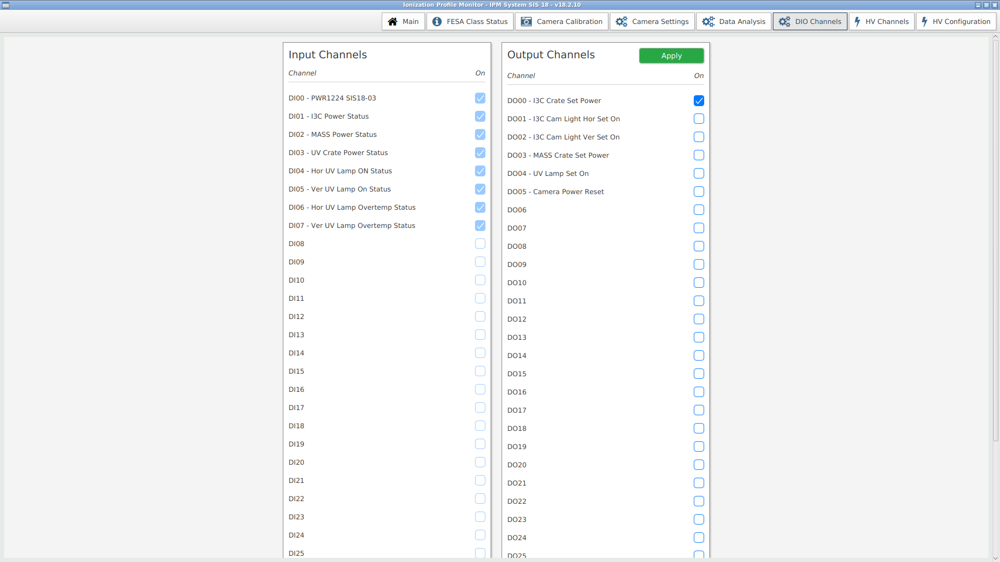 Ionization Profile Monitor - IPM System SIS 18 - v18.2.10
Main
FESA Class Status
Camera Calibration
Camera Settings
Data Analysis
DIO Channels
HV Channels
HV Configuration
Input Channels
Channel On
DI00 - PWR1224 SIS18-03
DI01 - I3C Power Status
DI02 - MASS Power Status
DI03 - UV Crate Power Status
DI04 - Hor UV Lamp ON Status
DI05 - Ver UV Lamp On Status
DI06 - Hor UV Lamp Overtemp Status
DI07 - Ver UV Lamp Overtemp Status
DI08
DI09
DI10
DI11
DI12
DI13
DI14
DI15
DI16
DI17
DI18
DI19
DI20
DI21
DI22
DI23
DI24
DI25
Output Channels
Apply
Channel On
DO00 - I3C Crate Set Power
DO01 - I3C Cam Light Hor Set On
DO02 - I3C Cam Light Ver Set On
DO03 - MASS Crate Set Power
DO04 - UV Lamp Set On
DO05 - Camera Power Reset
DO06
DO07
DO08
DO09
DO10
DO11
DO12
DO13
DO14
DO15
DO16
DO17
DO18
DO19
DO20
DO21
DO22
DO23
DO24
DO25